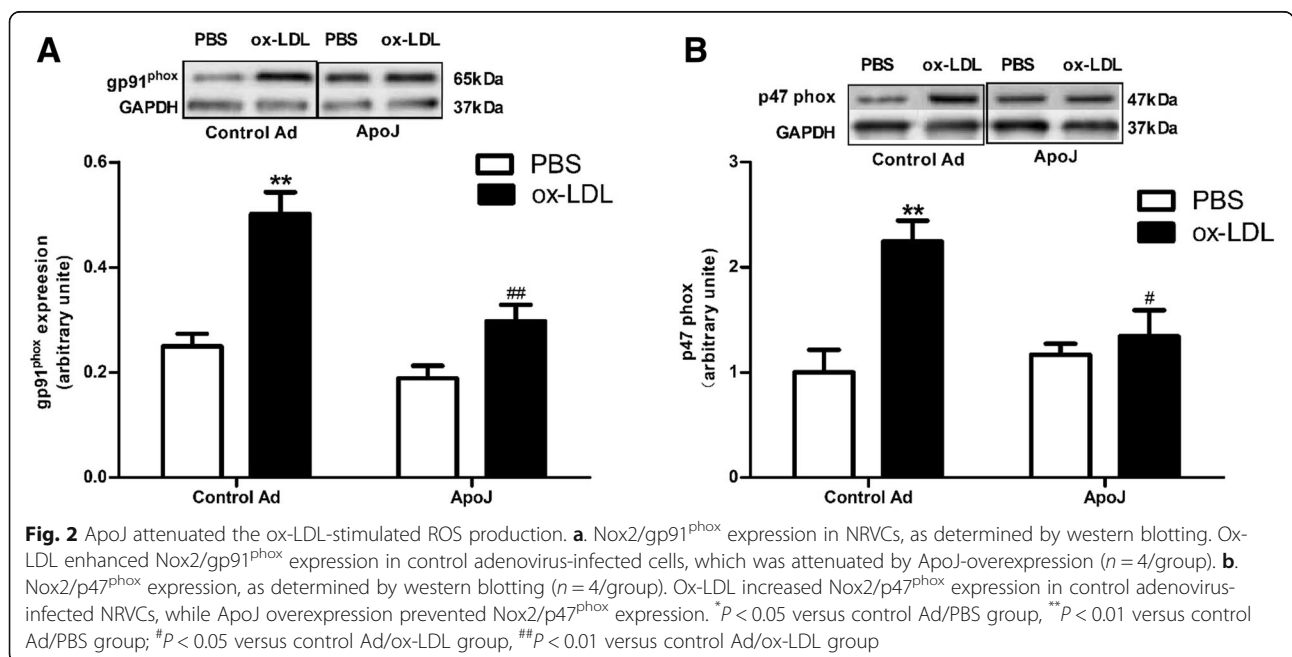 A
PBS ox-LDL PBS ox-LDL
gp91phox 65kDa
GAPDH 37kDa
Control Ad ApoJ
PBS
ox-LDL
0.6
0.4
0.2
0.0
gp91phox expreesion
(arbitrary unite)
**
##
Control Ad ApoJ
B
PBS ox-LDL PBS ox-LDL
p47 phox 47kDa
GAPDH 37kDa
Control Ad ApoJ
PBS
ox-LDL
3
2
1
0
p47 phox
(arbitrary unite)
**
#
Control Ad ApoJ
Fig. 2 ApoJ attenuated the ox-LDL-stimulated ROS production. a. Nox2/gp91phox expression in NRVCs, as determined by western blotting. Ox-
LDL enhanced Nox2/gp91phox expression in control adenovirus-infected cells, which was attenuated by ApoJ-overexpression (n = 4/group). b.
Nox2/p47phox expression, as determined by western blotting (n = 4/group). Ox-LDL increased Nox2/p47phox expression in control adenovirus-
infected NRVCs, while ApoJ overexpression prevented Nox2/p47phox expression. *P < 0.05 versus control Ad/PBS group, **P < 0.01 versus control
Ad/PBS group; #P < 0.05 versus control Ad/ox-LDL group, ##P < 0.01 versus control Ad/ox-LDL group